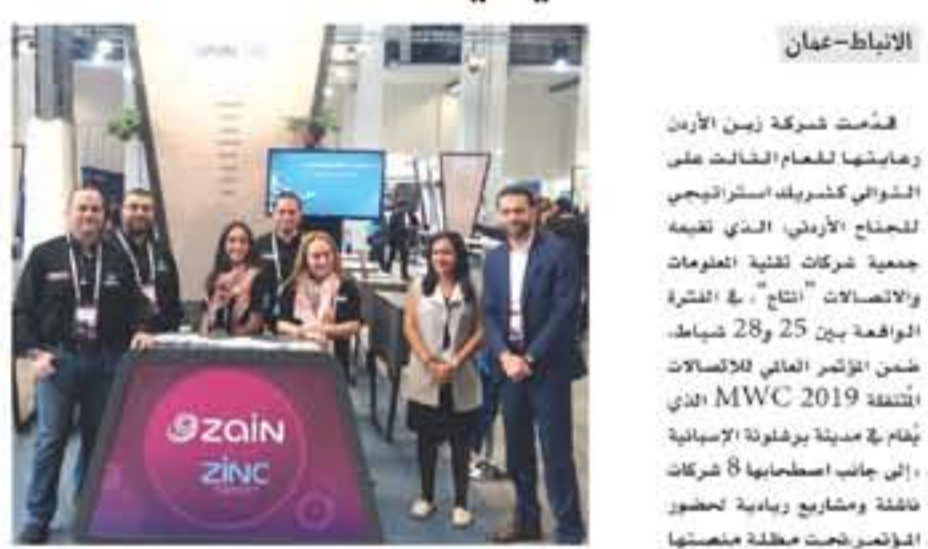 الانباط-عمان
قدّمت شركة زين الأردن
رعايتها للعام الثالث على
التوالي كشريك استراتيجي
للجناح الأردني، الذي تقيمه
جمعية شركات تقنية المعلومات
والاتصالات "انتاج"، في الفترة
الواقعة بين 25 و28 شباط،
ضمن المؤتمر العالمي للاتصالات
المُتنقلة MWC 2019 الذي
يُقام في مدينة برشلونة الإسبانية
، إلى جانب اصطحابها 8 شركات
ناشئة ومشاريع ريادية لحضور
المؤتمر تحت مظلة منصتها
zain
ZINC